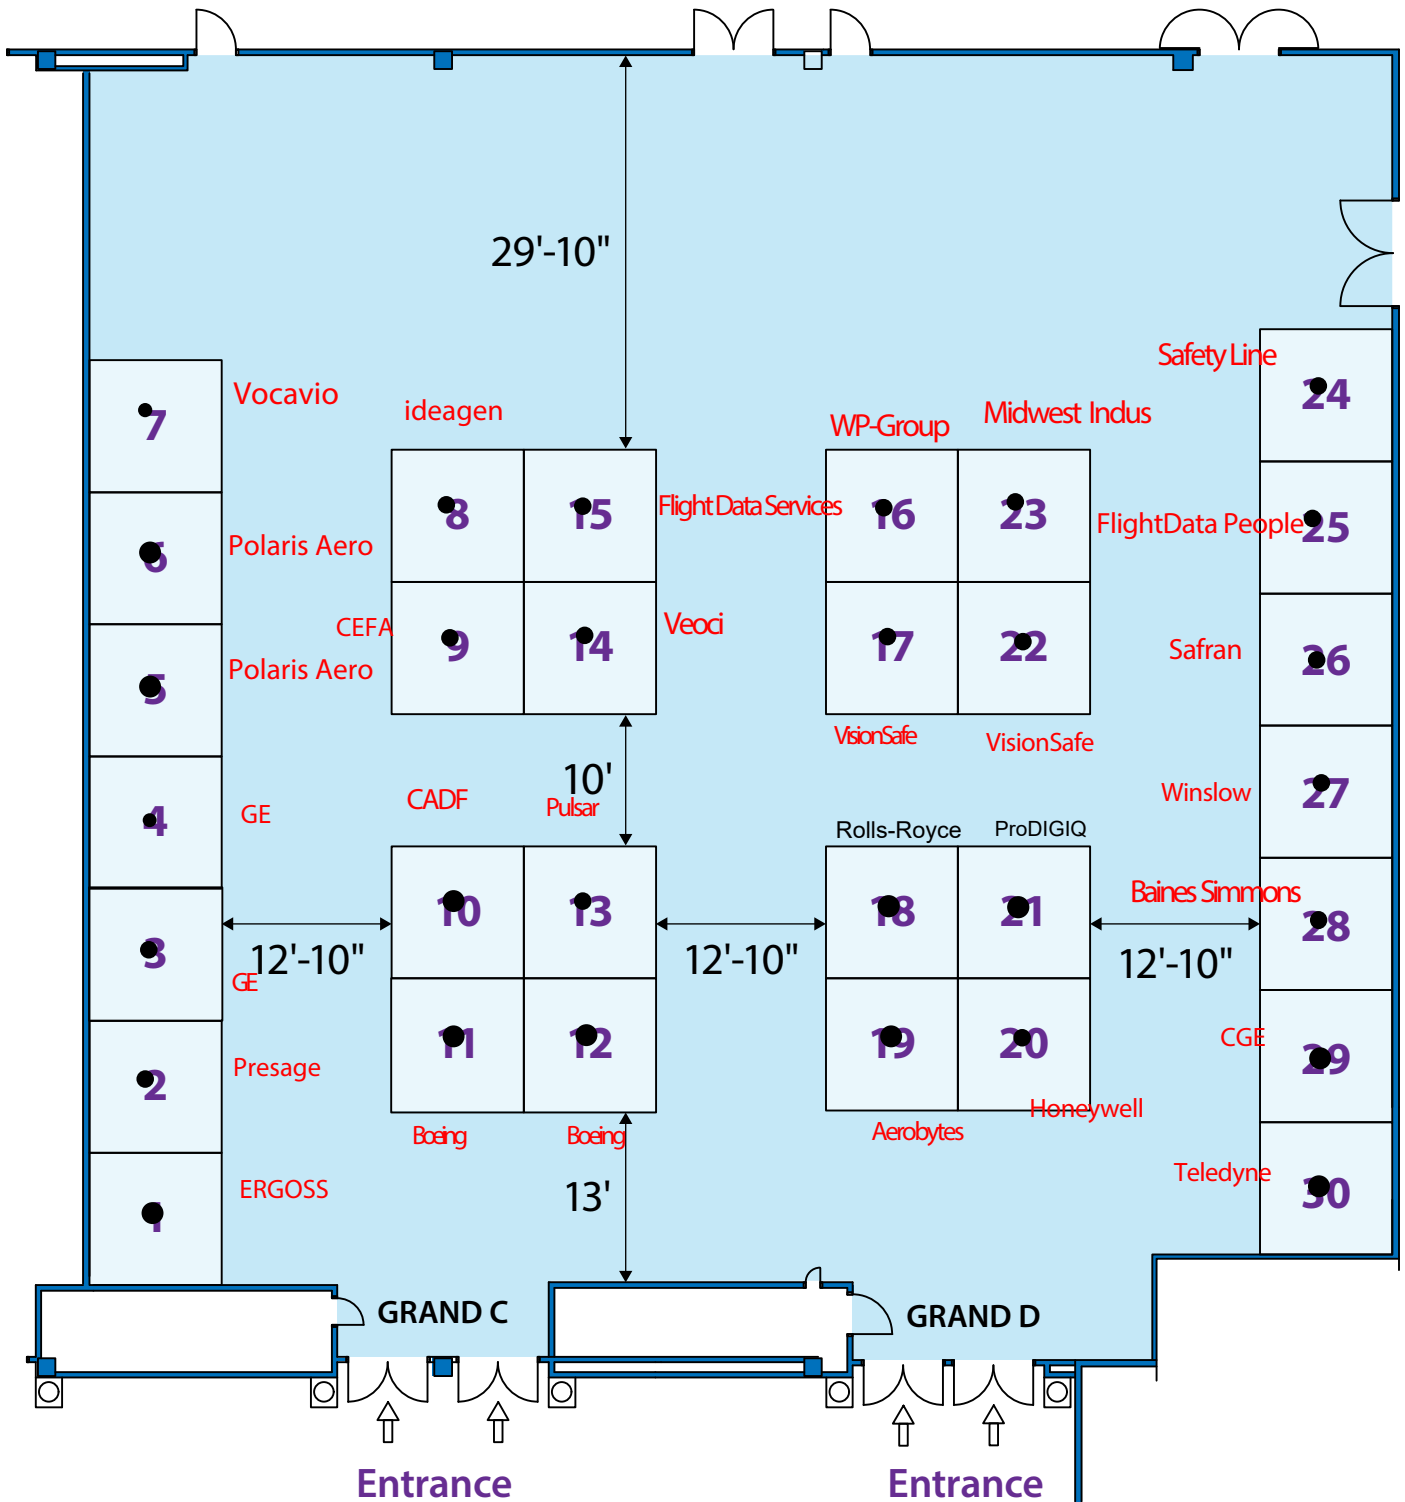 29'-10"
Safety Line
24
7
Vocavio
ideagen
WP-Group
Midwest Indus
8
15
Flight Data Services
16
23
FlightData People
25
6
Polaris Aero
CEFA
9
14
Veoci
17
22
Safran
26
5
Polaris Aero
VisionSafe
VisionSafe
10'
4
GE
CADF
Pulsar
Winslow
27
Rolls-Royce
ProDIGIQ
Baines Simmons
10
13
18
21
28
3
12'-10"
12'-10"
12'-10"
GE
11
12
19
20
CGE
29
2
Presage
Boeing
Boeing
Aerobytes
Honeywell
1
ERGOSS
13'
Teledyne
30
GRAND C
GRAND D
Entrance
Entrance